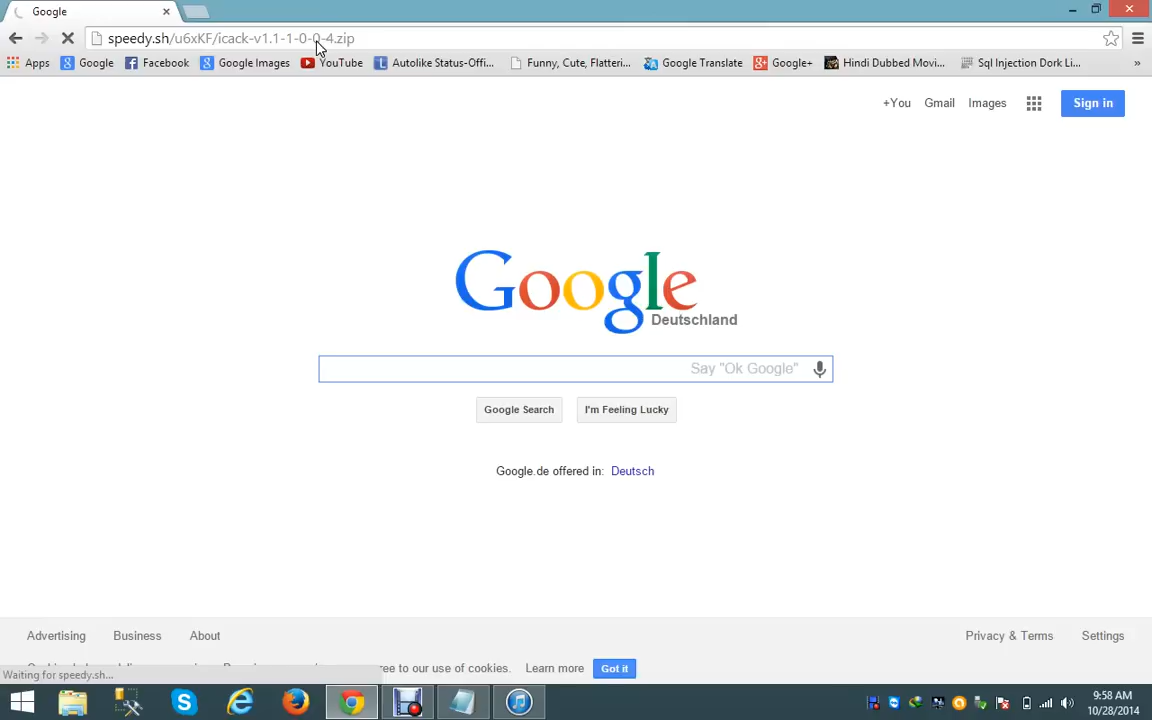 Google
speedy.sh/u6xKF/icack-v1.1-1-0-0-4.zip
Apps Google Facebook Google Images YouTube Autolike Status-Offi... Funny, Cute, Flatteri... Google Translate Google+ Hindi Dubbed Movi... Sql Injection Dork Li... »
+You Gmail Images Sign in
Google
Deutschland
Say "Ok Google"
Google Search I'm Feeling Lucky
Google.de offered in: Deutsch
Advertising Business About Privacy & Terms Settings
to our use of cookies. Learn more Got it
Waiting for speedy.sh...
9:58 AM
10/28/2014